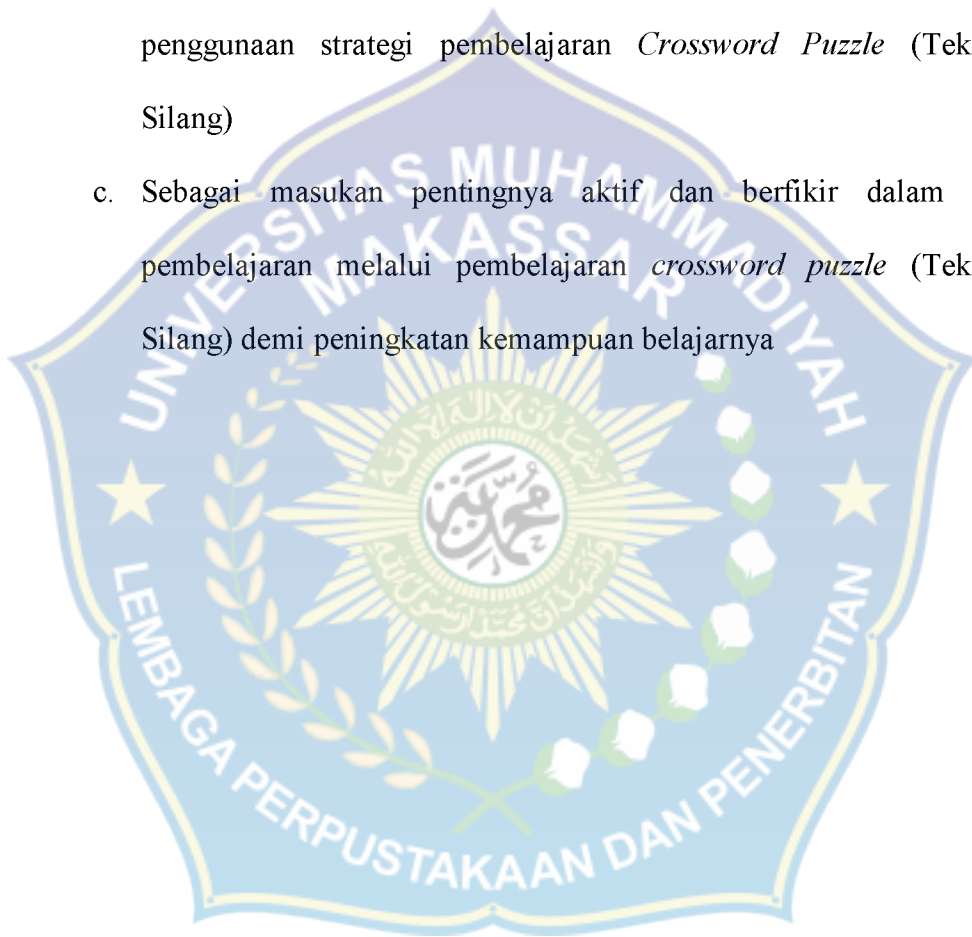 penggunaan strategi pembelajaran Crossword Puzzle (Tek
Silang)
c. Sebagai masukan pentingnya aktif dan berfikir dalam
pembelajaran melalui pembelajaran crossword puzzle (Tek
Silang) demi peningkatan kemampuan belajarnya
UNIVERSITAS MUHAMMADIYAH
MAKASSAR
LEMBAGA PERPUSTAKAAN DAN PENERBITAN